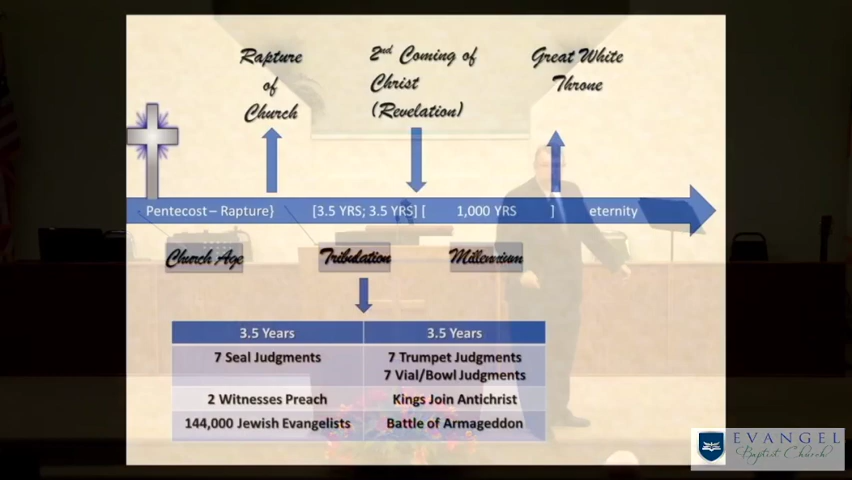 Rapture
of
Church
2nd Coming of
Christ
(Revelation)
Great White
Throne
Pentecost – Rapture} [3.5 YRS; 3.5 YRS] [ 1,000 YRS ] eternity
Church Age
Tribulation
Millennium
3.5 Years
3.5 Years
7 Seal Judgments
7 Trumpet Judgments
7 Vial/Bowl Judgments
2 Witnesses Preach
Kings Join Antichrist
144,000 Jewish Evangelists
Battle of Armageddon
EVANGEL
Baptist Church